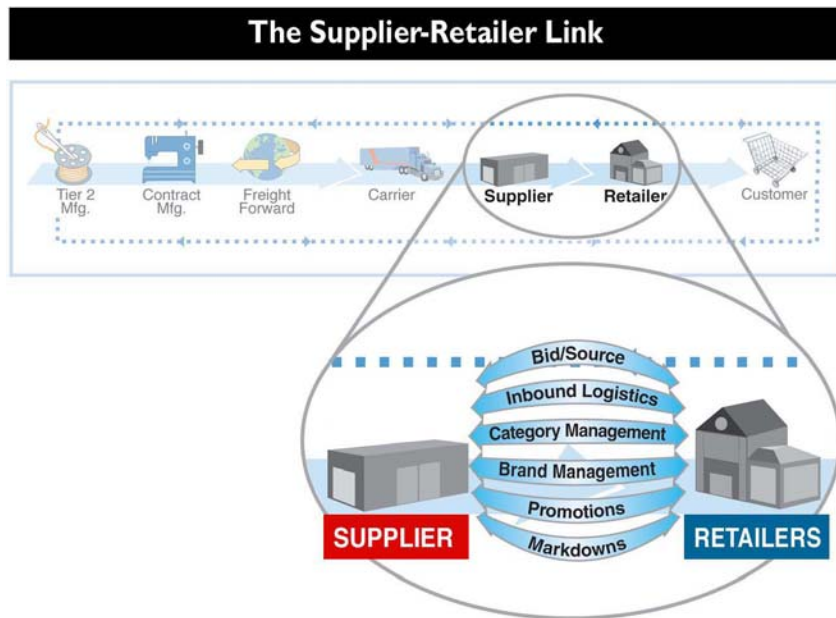 The Supplier-Retailer Link
Tier 2
Mfg.
Contract
Mfg.
Freight
Forward
Carrier
Supplier
Retailer
Customer
Bid/Source
Inbound Logistics
Category Management
Brand Management
Promotions
Markdowns
SUPPLIER
RETAILERS